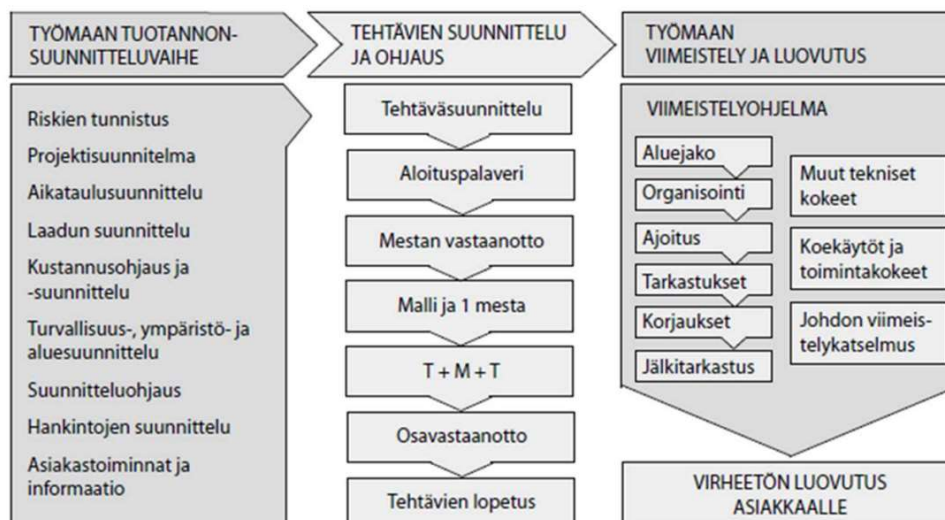 TYÖMAAN TUOTANNON-
SUUNNITTELUVAIHE
Riskien tunnistus
Projektisuunnitelma
Aikataulusuunnittelu
Laadun suunnittelu
Kustannusohjaus ja
-suunnittelu
Turvallisuus-, ympäristö- ja
aluesuunnittelu
Suunnitteluohjaus
Hankintojen suunnittelu
Asiakastoiminnat ja
informaatio
TEHTÄVIEN SUUNNITTELU
JA OHJAUS
Tehtäväsuunnittelu
Aloituspalaveri
Mestan vastaanotto
Malli ja 1 mesta
T + M + T
Osavastaanotto
Tehtävien lopetus
TYÖMAAN
VIIMEISTELY JA LUOVUTUS
VIIMEISTELYOHJELMA
Aluejako
Organisointi
Ajoitus
Tarkastukset
Korjaukset
Jälkitarkastus
Muut tekniset
kokeet
Koekäytöt ja
toimintakokeet
Johdon viimeis-
telykatselmus
VIRHEETÖN LUOVUTUS
ASIAKKAALLE